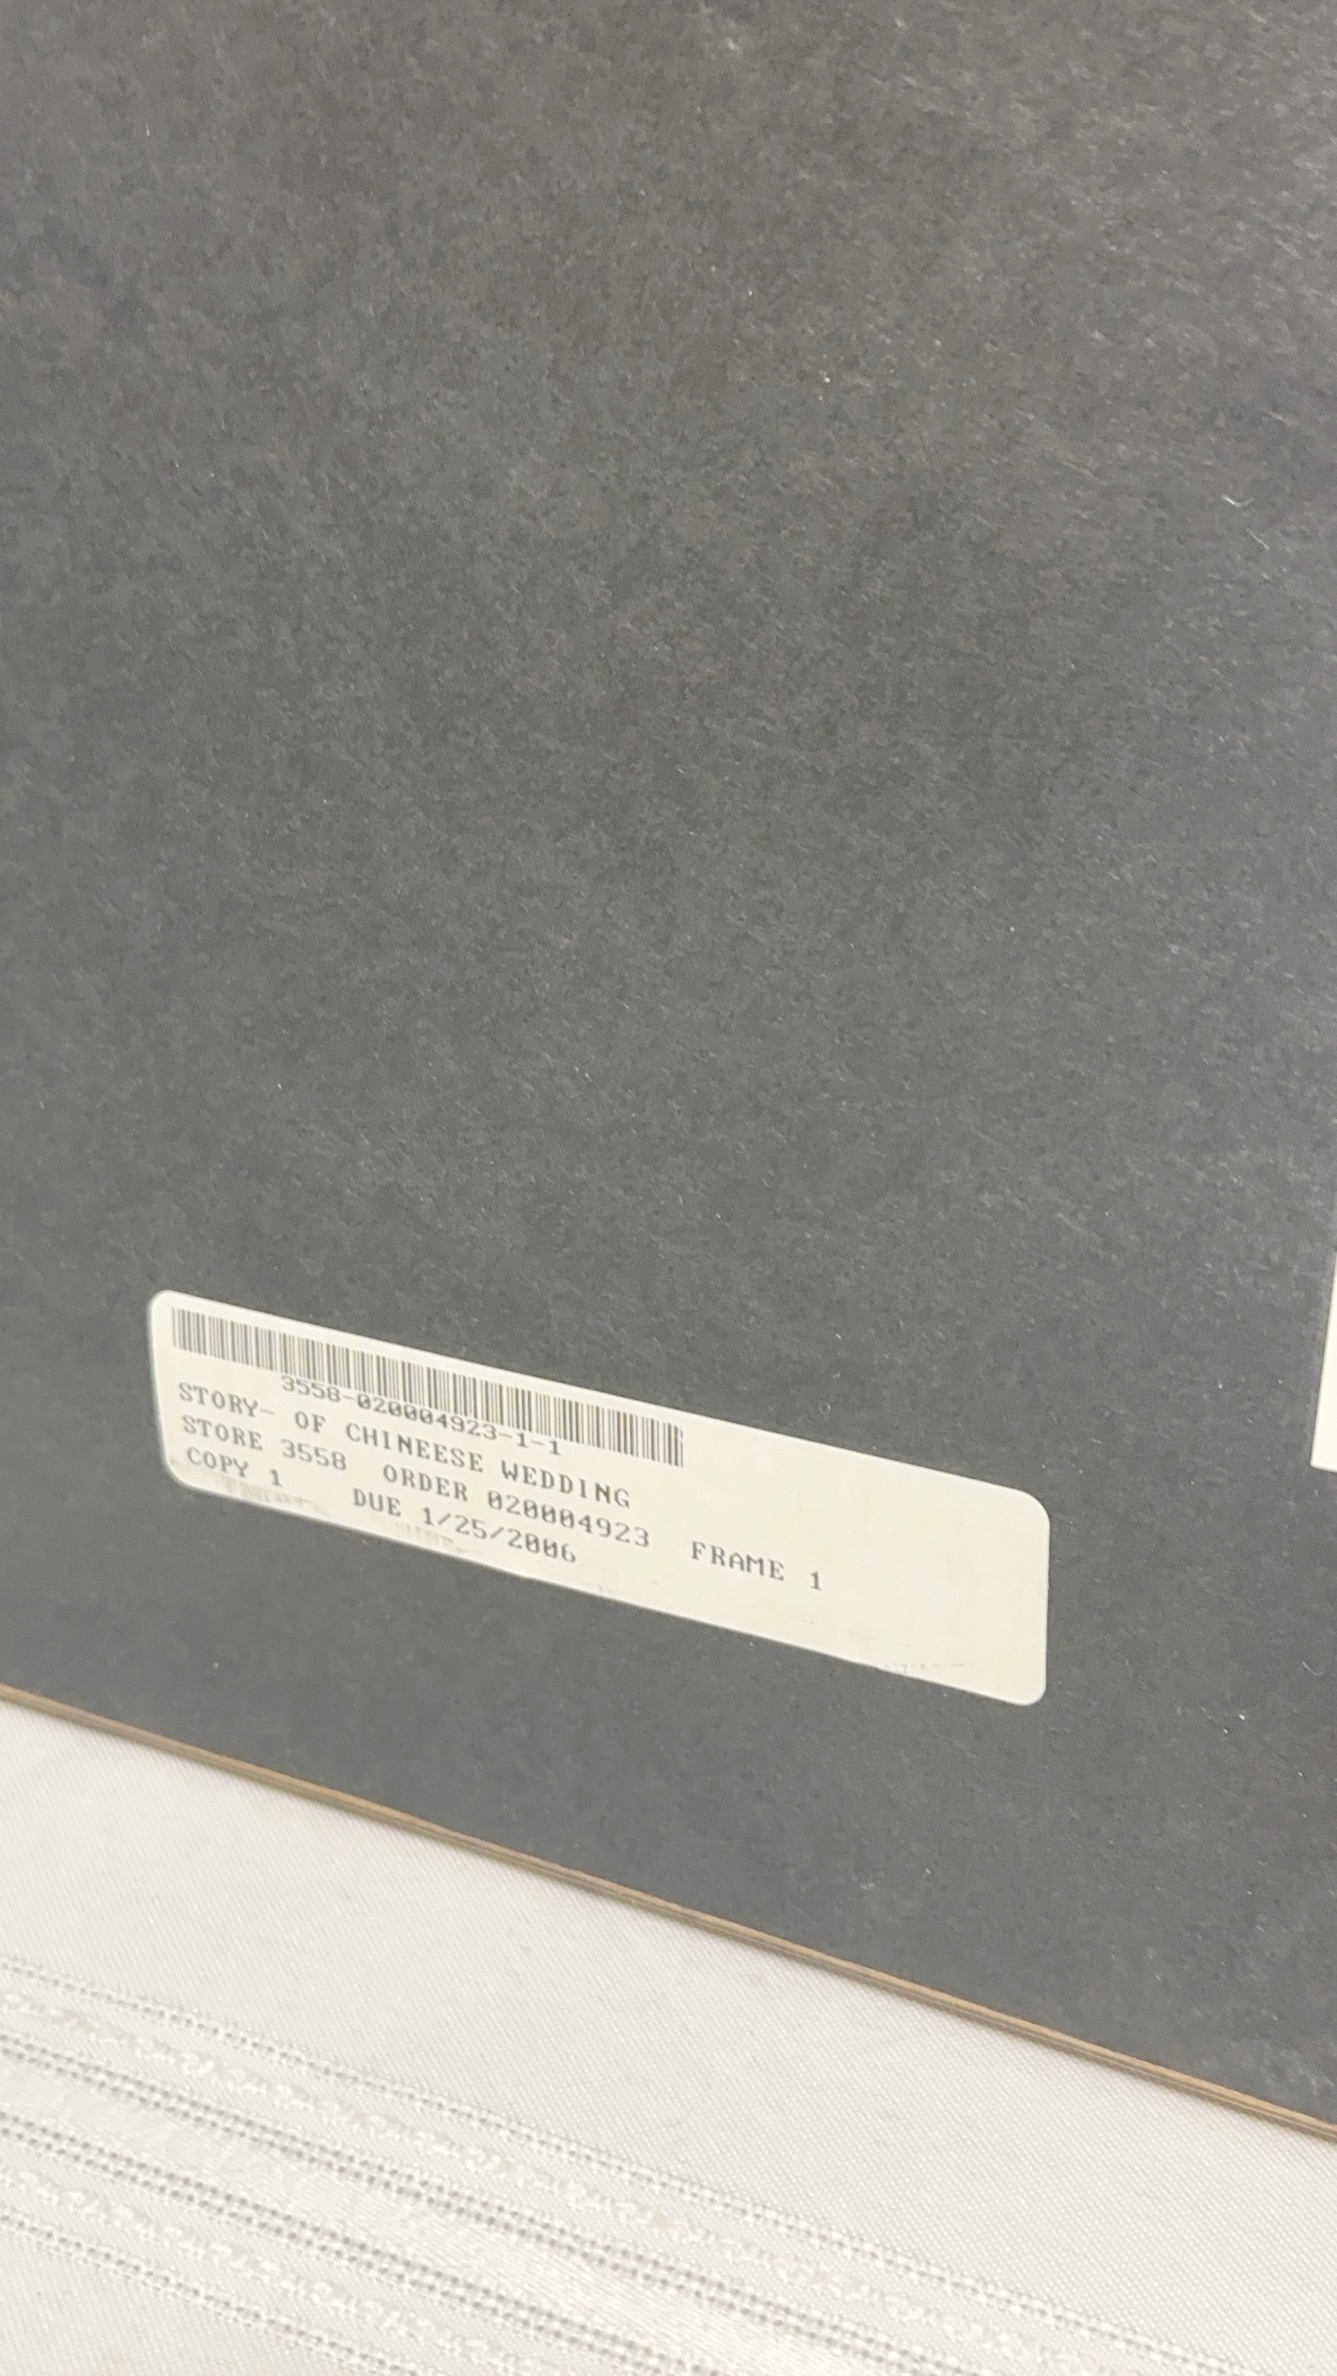 3558-020004923-1-1
STORY- OF CHINEESE WEDDING
STORE 3558 ORDER 020004923 FRAME 1
COPY 1 DUE 1/25/2006